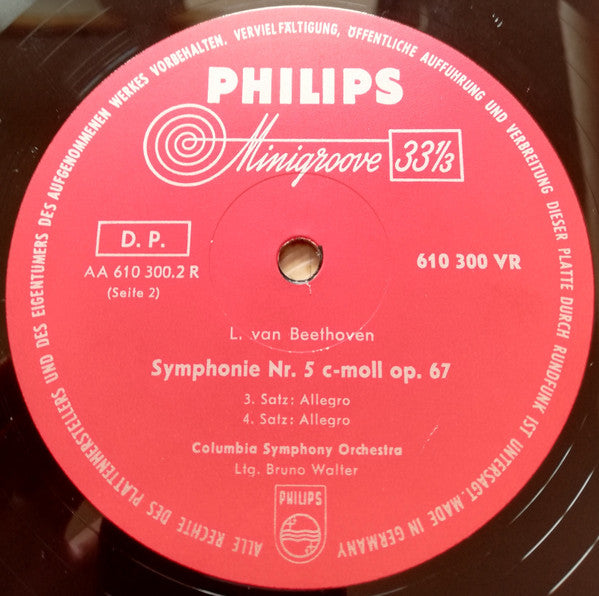 ALLE RECHTE DES PLATTENHERSTELLERS UND DES EIGENTUMERS DES AUFGENOMMENEN WERKES VORBEHALTEN. VERVIELFÄLTIGUNG, ÖFFENTLICHE AUFFUHRUNG UND VERBREITUNG DIESER PLATTE DURCH RUNDFUNK IST UNTERSAGT. MADE IN GERMANY
PHILIPS
Minigroove 33⅓
D. P.
AA 610 300.2 R
(Seite 2)
610 300 VR
L. van Beethoven
Symphonie Nr. 5 c-moll op. 67
3. Satz: Allegro
4. Satz: Allegro
Columbia Symphony Orchestra
Ltg. Bruno Walter
PHILIPS